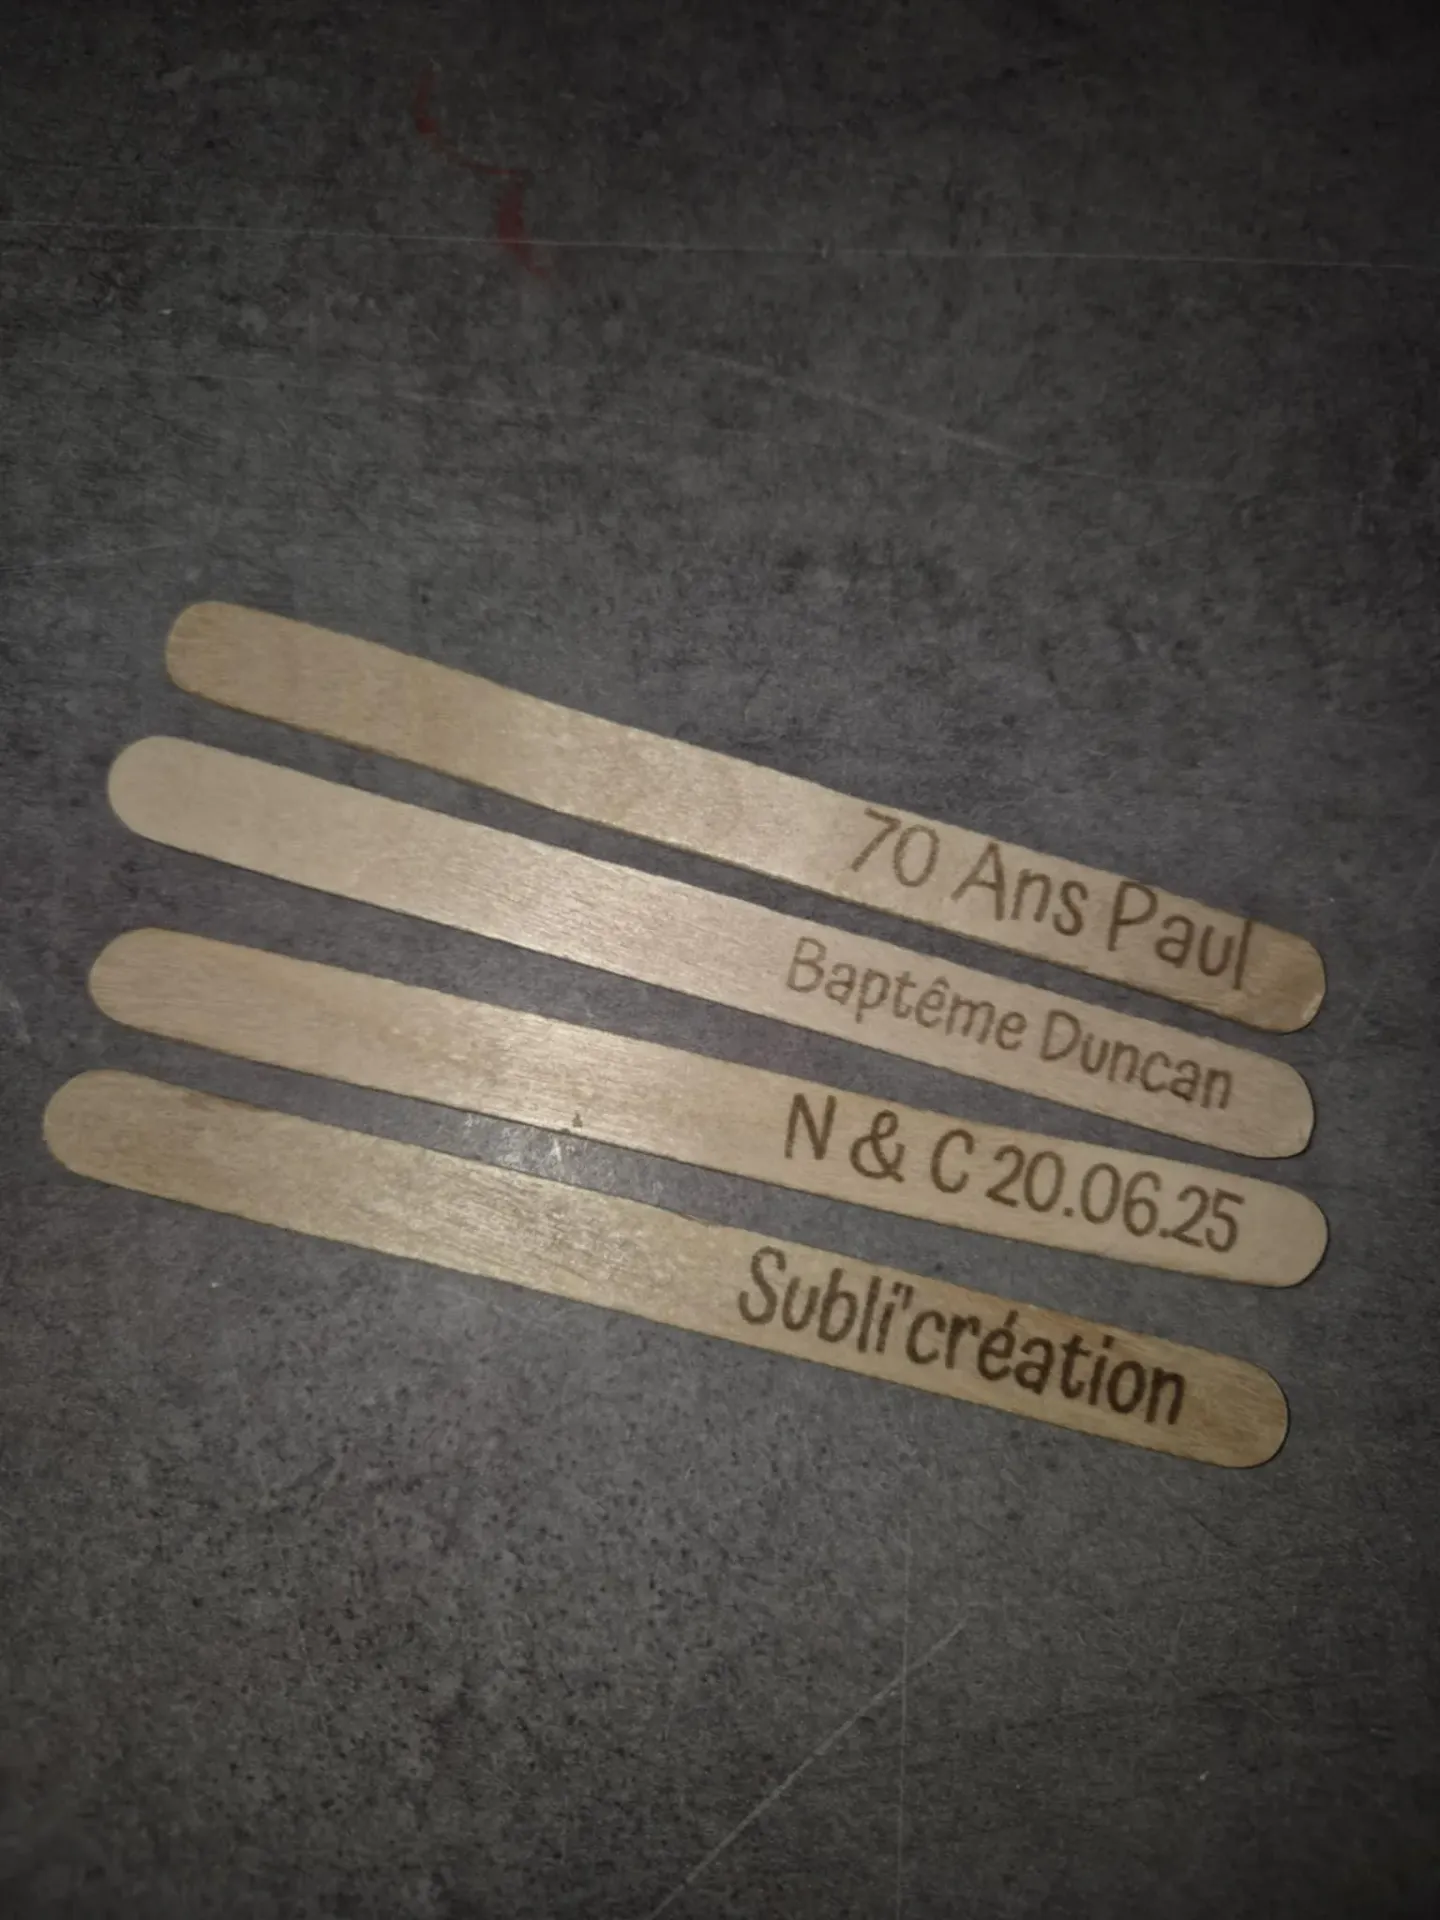 70 Ans Paul
Baptême Duncan
N & C 20.06.25
Subli'création